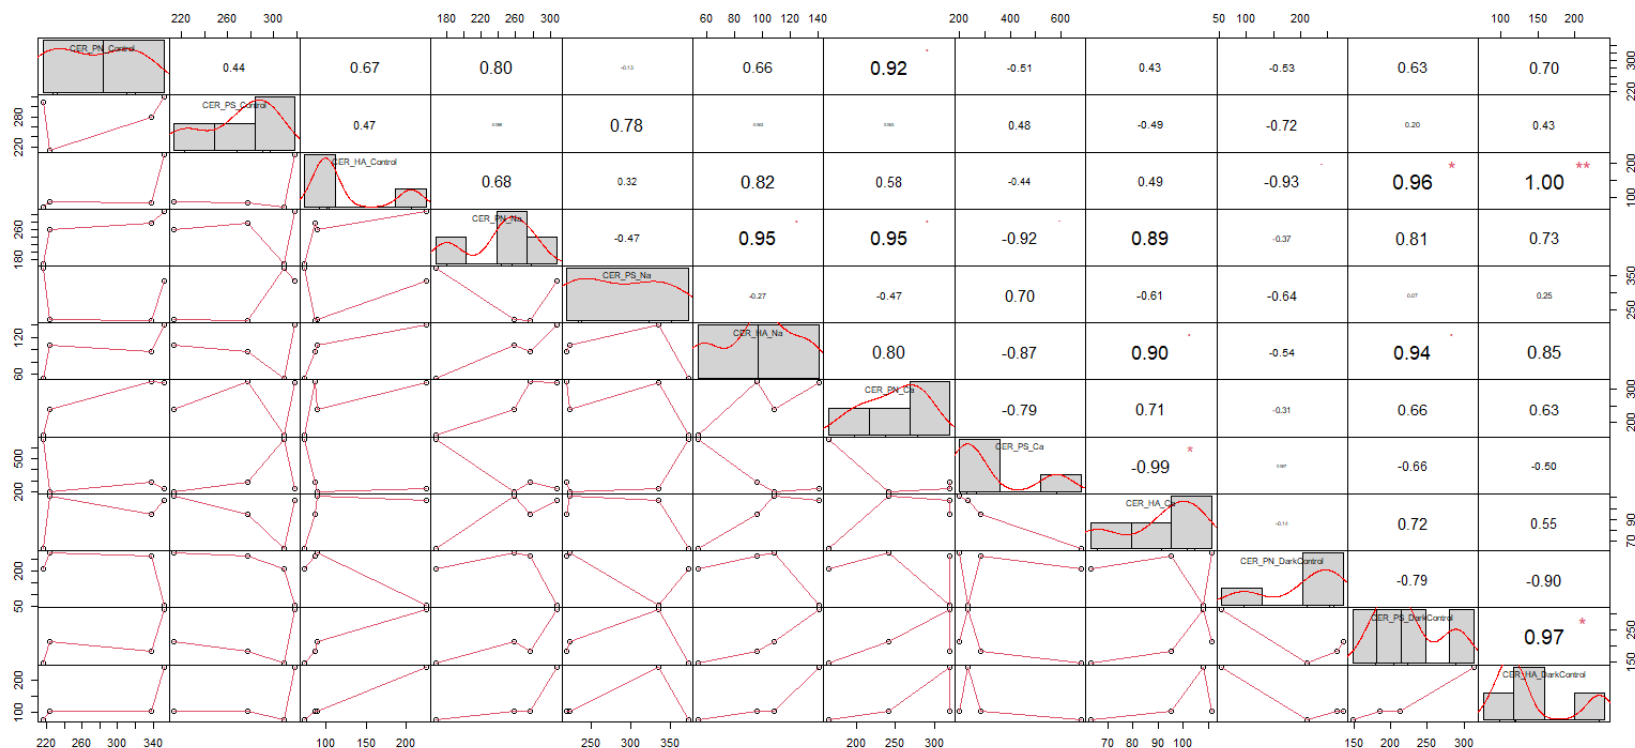 220 260 300 180 220 260 300 60 80 100 120 140 200 400 600 50 100 200 100 150 200
CER_PN_Control 0.44 0.67 0.80 -0.13 0.66 0.92 -0.51 0.43 -0.53 0.63 0.70 220 300
220 280 CER_PS_Control 0.47 0.78 0.48 -0.49 -0.72 0.20 0.43
CER_HA_Control 0.68 0.32 0.82 0.58 -0.44 0.49 -0.93 0.96 * 1.00 ** 100 200
180 260 CER_PN_Na -0.47 0.95 0.95 -0.92 0.89 -0.37 0.81 0.73
CER_PS_Na -0.27 -0.47 0.70 -0.61 -0.64 0.07 0.25 250 350
60 120 CER_HA_Na 0.80 -0.87 0.90 -0.54 0.94 0.85
CER_PN_Ca -0.79 0.71 -0.31 0.66 0.63 200 300
200 500 CER_PS_Ca -0.99 * -0.66 -0.50
CER_HA_Ca -0.14 0.72 0.55 70 90
50 200 CER_PN_DarkControl -0.79 -0.90
CER_PS_DarkControl 0.97 * 150 250
100 200 CER_HA_DarkControl
220 260 300 340 100 150 200 250 300 350 200 250 300 70 80 90 100 150 200 250 300